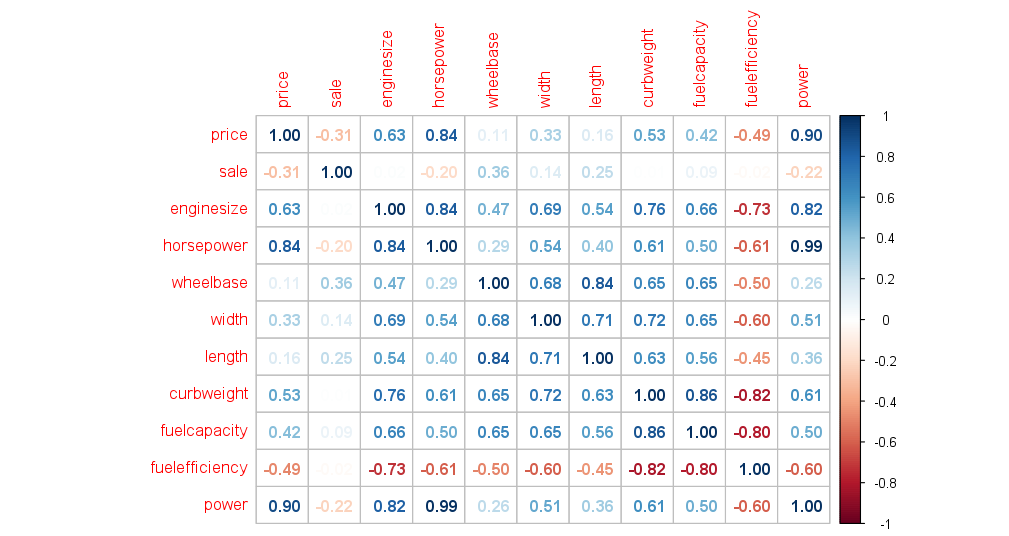 price sale enginesize horsepower wheelbase width length curbweight fuelcapacity fuelefficiency power
price 1.00 -0.31 0.63 0.84 0.11 0.33 0.16 0.53 0.42 -0.49 0.90
sale -0.31 1.00 -0.20 0.36 0.14 0.25 0.09 -0.22
enginesize 0.63 1.00 0.84 0.47 0.69 0.54 0.76 0.66 -0.73 0.82
horsepower 0.84 -0.20 0.84 1.00 0.29 0.54 0.40 0.61 0.50 -0.61 0.99
wheelbase 0.11 0.36 0.47 0.29 1.00 0.68 0.84 0.65 0.65 -0.50 0.26
width 0.33 0.14 0.69 0.54 0.68 1.00 0.71 0.72 0.65 -0.60 0.51
length 0.16 0.25 0.54 0.40 0.84 0.71 1.00 0.63 0.56 -0.45 0.36
curbweight 0.53 0.76 0.61 0.65 0.72 0.63 1.00 0.86 -0.82 0.61
fuelcapacity 0.42 0.09 0.66 0.50 0.65 0.65 0.56 0.86 1.00 -0.80 0.50
fuelefficiency -0.49 -0.73 -0.61 -0.50 -0.60 -0.45 -0.82 -0.80 1.00 -0.60
power 0.90 -0.22 0.82 0.99 0.26 0.51 0.36 0.61 0.50 -0.60 1.00
1
0.8
0.6
0.4
0.2
0
-0.2
-0.4
-0.6
-0.8
-1